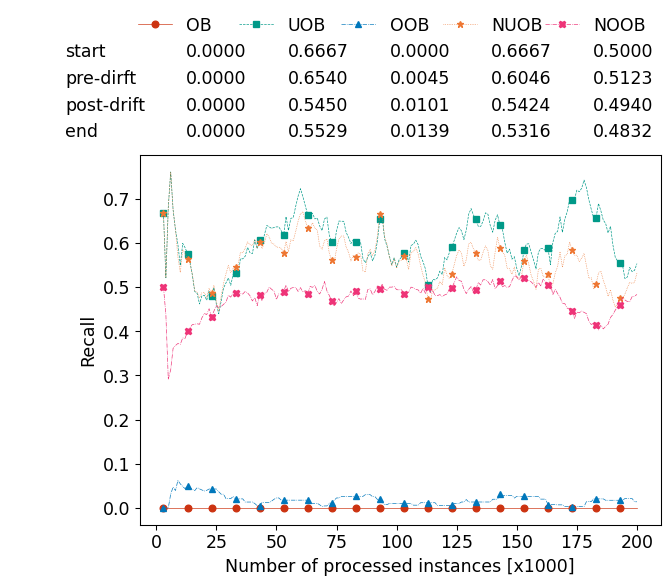 OB UOB OOB NUOB NOOB
start 0.0000 0.6667 0.0000 0.6667 0.5000
pre-dirft 0.0000 0.6540 0.0045 0.6046 0.5123
post-drift 0.0000 0.5450 0.0101 0.5424 0.4940
end 0.0000 0.5529 0.0139 0.5316 0.4832
0.7
0.6
0.5
0.4
0.3
0.2
0.1
0.0
Recall
0 25 50 75 100 125 150 175 200
Number of processed instances [x1000]